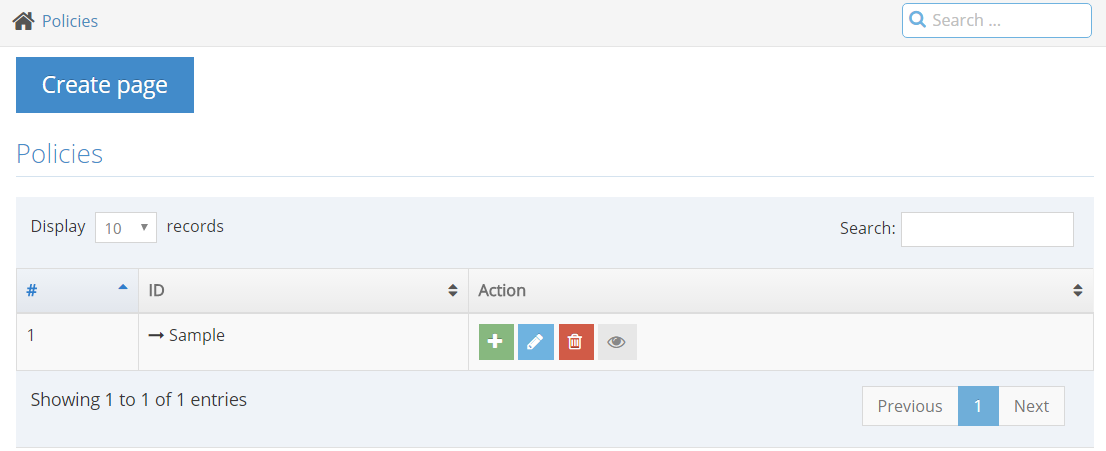 Policies Search ...
Create page
Policies
Display 10 records Search:
# ID Action
1 Sample
Showing 1 to 1 of 1 entries Previous 1 Next